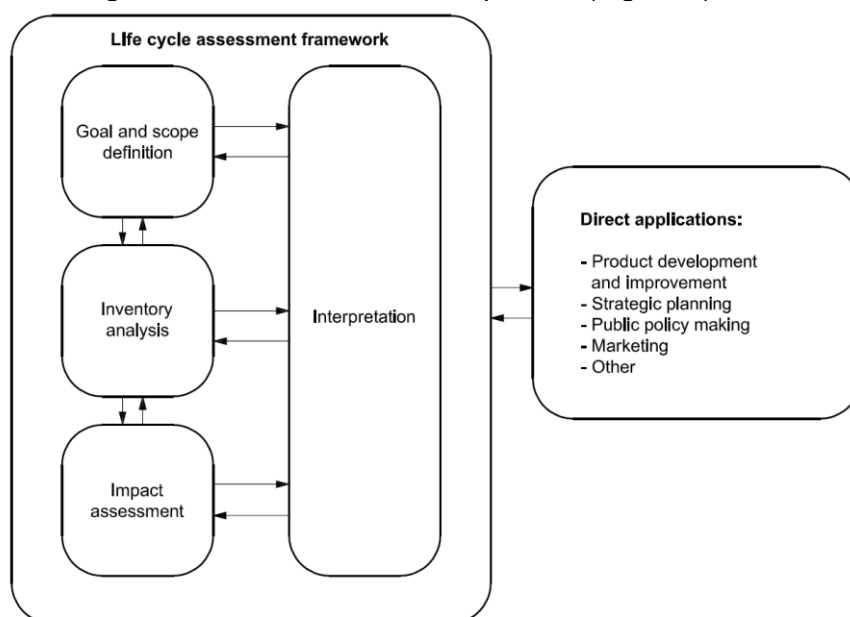 Life cycle assessment framework
Goal and scope
definition
Inventory
analysis
Impact
assessment
Interpretation
Direct applications:
- Product development
and improvement
- Strategic planning
- Public policy making
- Marketing
- Other